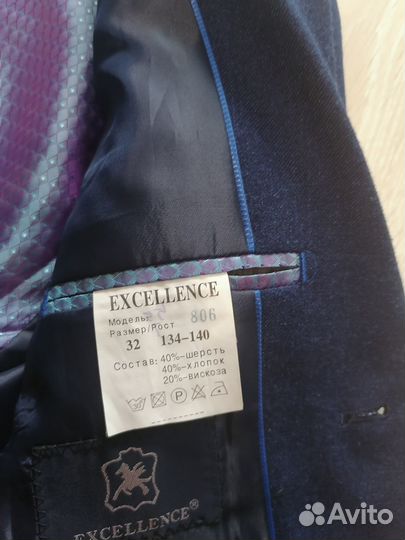 EXCELLENCE
Модель: 806
Размер/Рост
32 134-140
Состав: 40%-шерсть
40%-хлопок
20%-вискоза
EXCELLENCE®
Avito